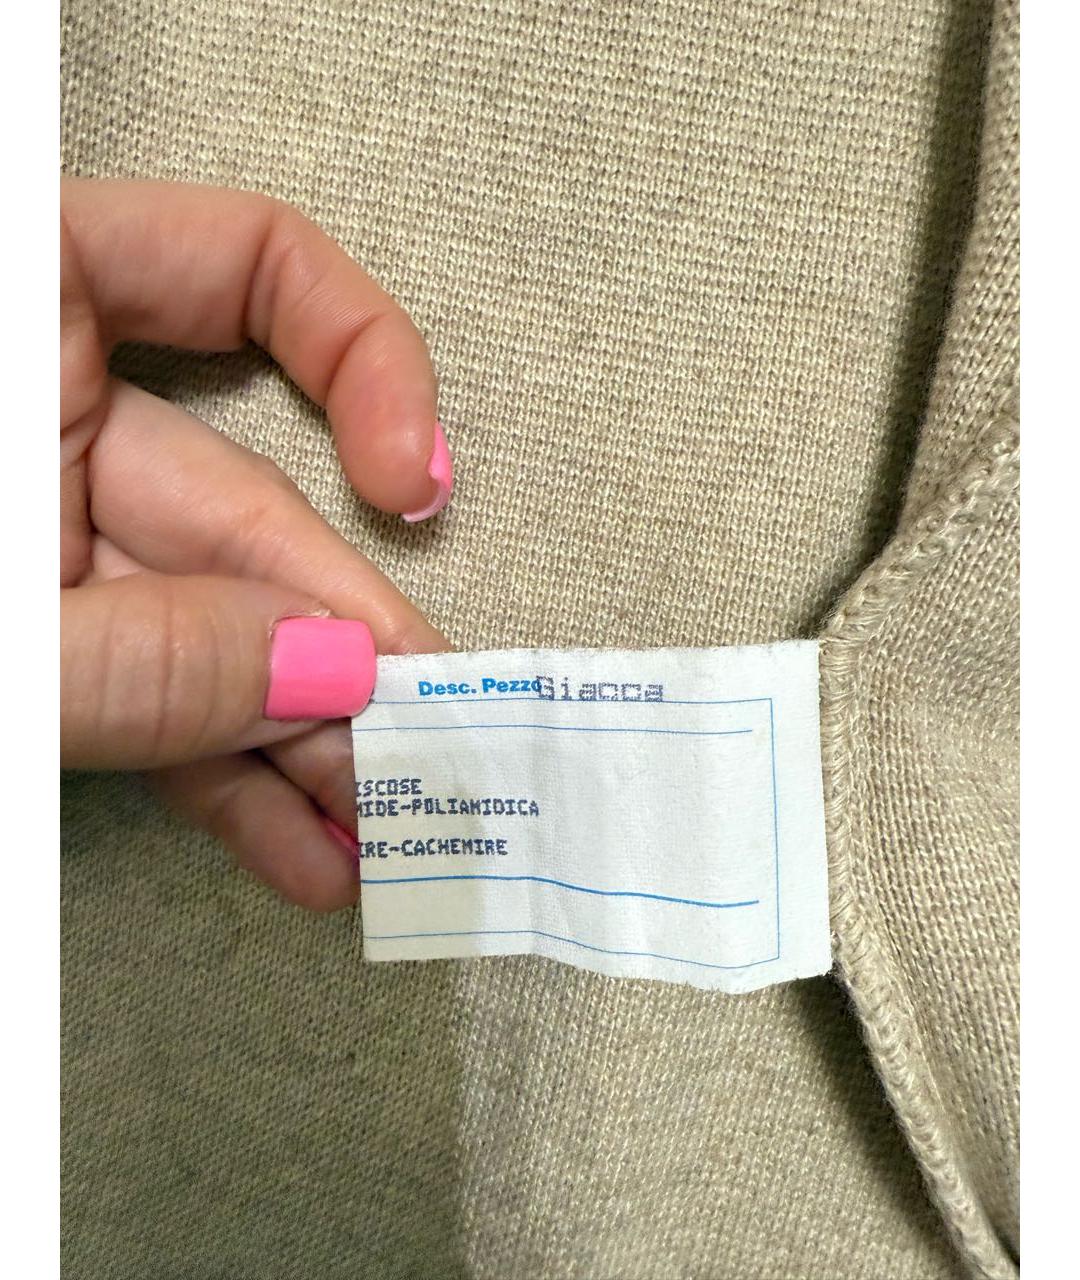 Desc. Pezzo Giacca
ISCOSE
MIDE-POLIAMIDICA
IRE-CACHEMIRE